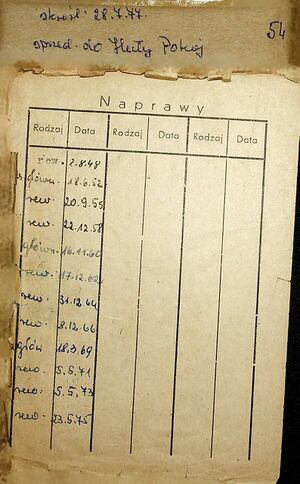 skreśl. 28.7.77.
sprzed. do Huty Pokój
54
Naprawy
Rodzaj Data Rodzaj Data Rodzaj Data
rew. 2.8.48
główn. 18.6.52
rew. 20.9.55
rew. 22.12.58
główn. 16.11.60
rew. 17.12.62
rew. 31.12.64
rew. 8.12.66
głów 18.3.69
rew. 5.5.71
rew. 5.5.73
rew. 23.5.75